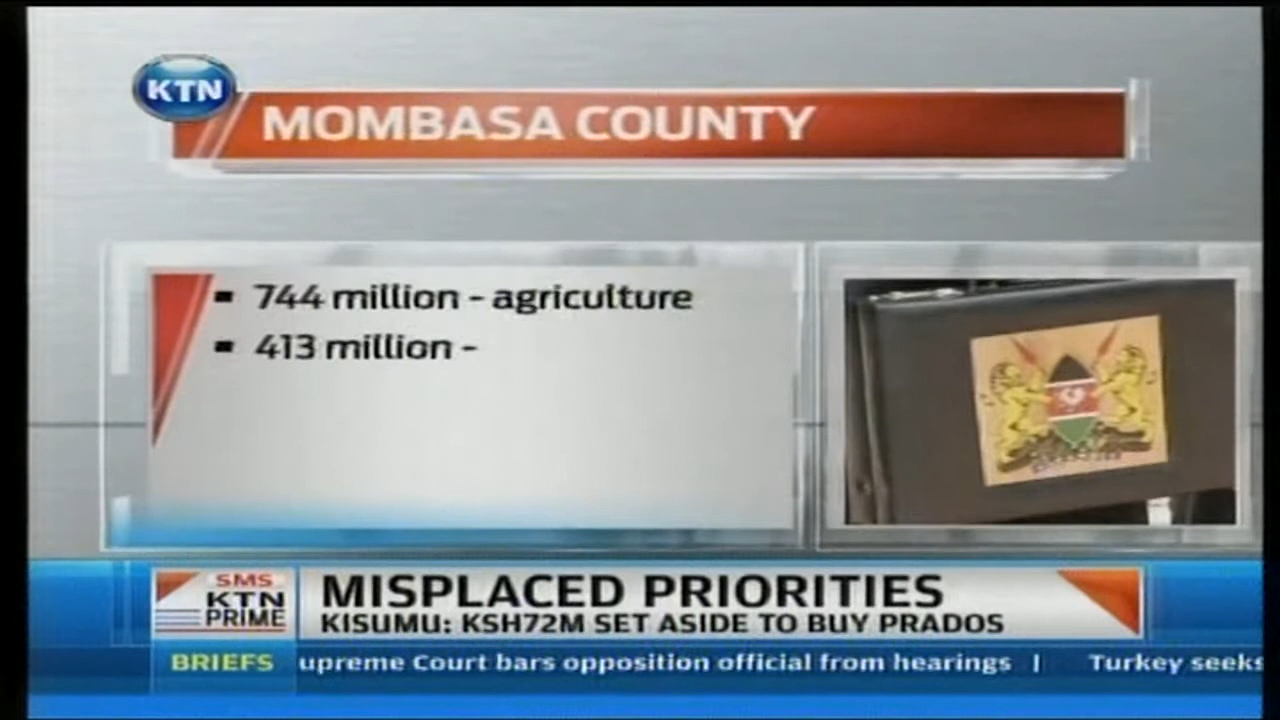 KTN
MOMBASA COUNTY
▪ 744 million - agriculture
▪ 413 million -
SMS
KTN
PRIME
MISPLACED PRIORITIES
KISUMU: KSH72M SET ASIDE TO BUY PRADOS
BRIEFS
upreme Court bars opposition official from hearings | Turkey seeks